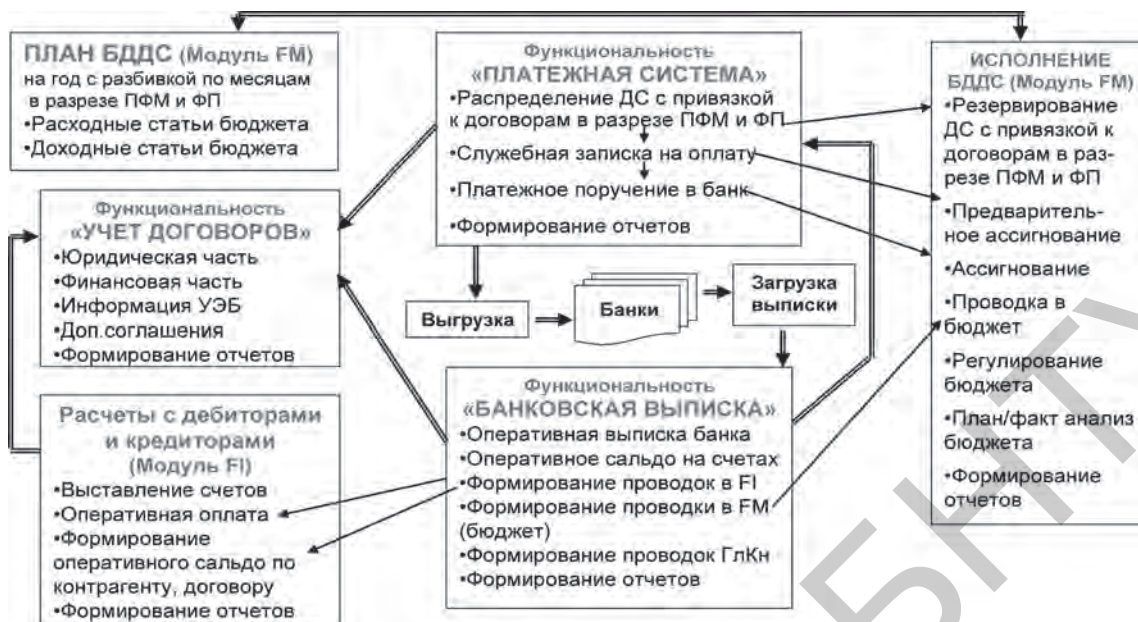 ПЛАН БДДС (Модуль FM)
на год с разбивкой по месяцам
в разрезе ПФМ и ФП
•Расходные статьи бюджета
•Доходные статьи бюджета
Функциональность
«УЧЕТ ДОГОВОРОВ»
•Юридическая часть
•Финансовая часть
•Информация УЭБ
•Доп.соглашения
•Формирование отчетов
Расчеты с дебиторами
и кредиторами
(Модуль FI)
•Выставление счетов
•Оперативная оплата
•Формирование
оперативного сальдо по
контрагенту, договору
•Формирование отчетов
Функциональность
«ПЛАТЕЖНАЯ СИСТЕМА»
•Распределение ДС с привязкой
к договорам в разрезе ПФМ и ФП
•Служебная записка на оплату
•Платежное поручение в банк
•Формирование отчетов
Выгрузка
Банки
Загрузка
выписки
Функциональность
«БАНКОВСКАЯ ВЫПИСКА»
•Оперативная выписка банка
•Оперативное сальдо на счетах
•Формирование проводок в FI
•Формирование проводки в FM
(бюджет)
•Формирование проводок ГлКн
•Формирование отчетов
ИСПОЛНЕНИЕ
БДДС (Модуль FM)
•Резервирование
ДС с привязкой к
договорам в раз-
резе ПФМ и ФП
•Предваритель-
ное ассигнование
•Ассигнование
•Проводка в
бюджет
•Регулирование
бюджета
•План/факт анализ
бюджета
•Формирование
отчетов
БНТУ